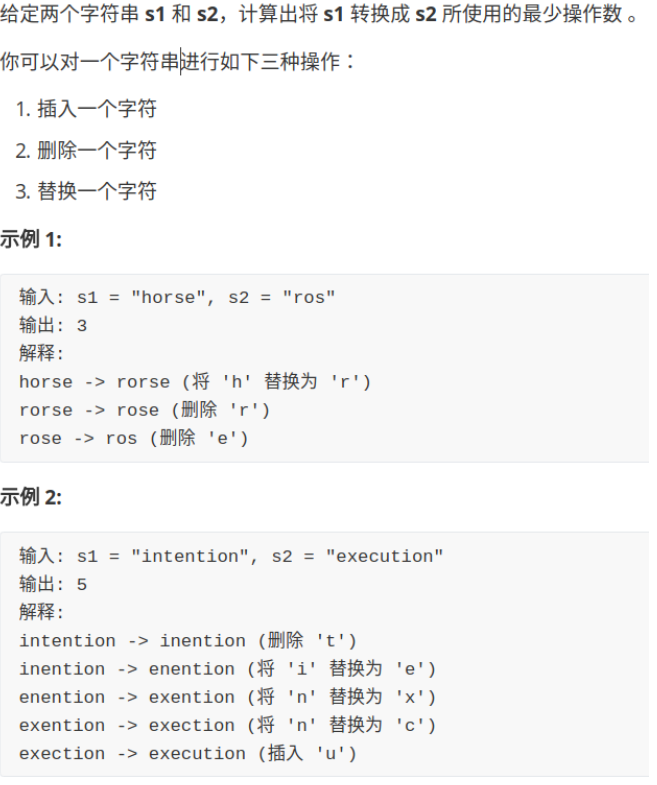 给定两个字符串 s1 和 s2，计算出将 s1 转换成 s2 所使用的最少操作数 。
你可以对一个字符串进行如下三种操作：
1. 插入一个字符
2. 删除一个字符
3. 替换一个字符
示例 1:
输入: s1 = "horse", s2 = "ros"
输出: 3
解释:
horse -> rorse (将 'h' 替换为 'r')
rorse -> rose (删除 'r')
rose -> ros (删除 'e')
示例 2:
输入: s1 = "intention", s2 = "execution"
输出: 5
解释:
intention -> inention (删除 't')
inention -> enention (将 'i' 替换为 'e')
enention -> exention (将 'n' 替换为 'x')
exention -> exection (将 'n' 替换为 'c')
exection -> execution (插入 'u')